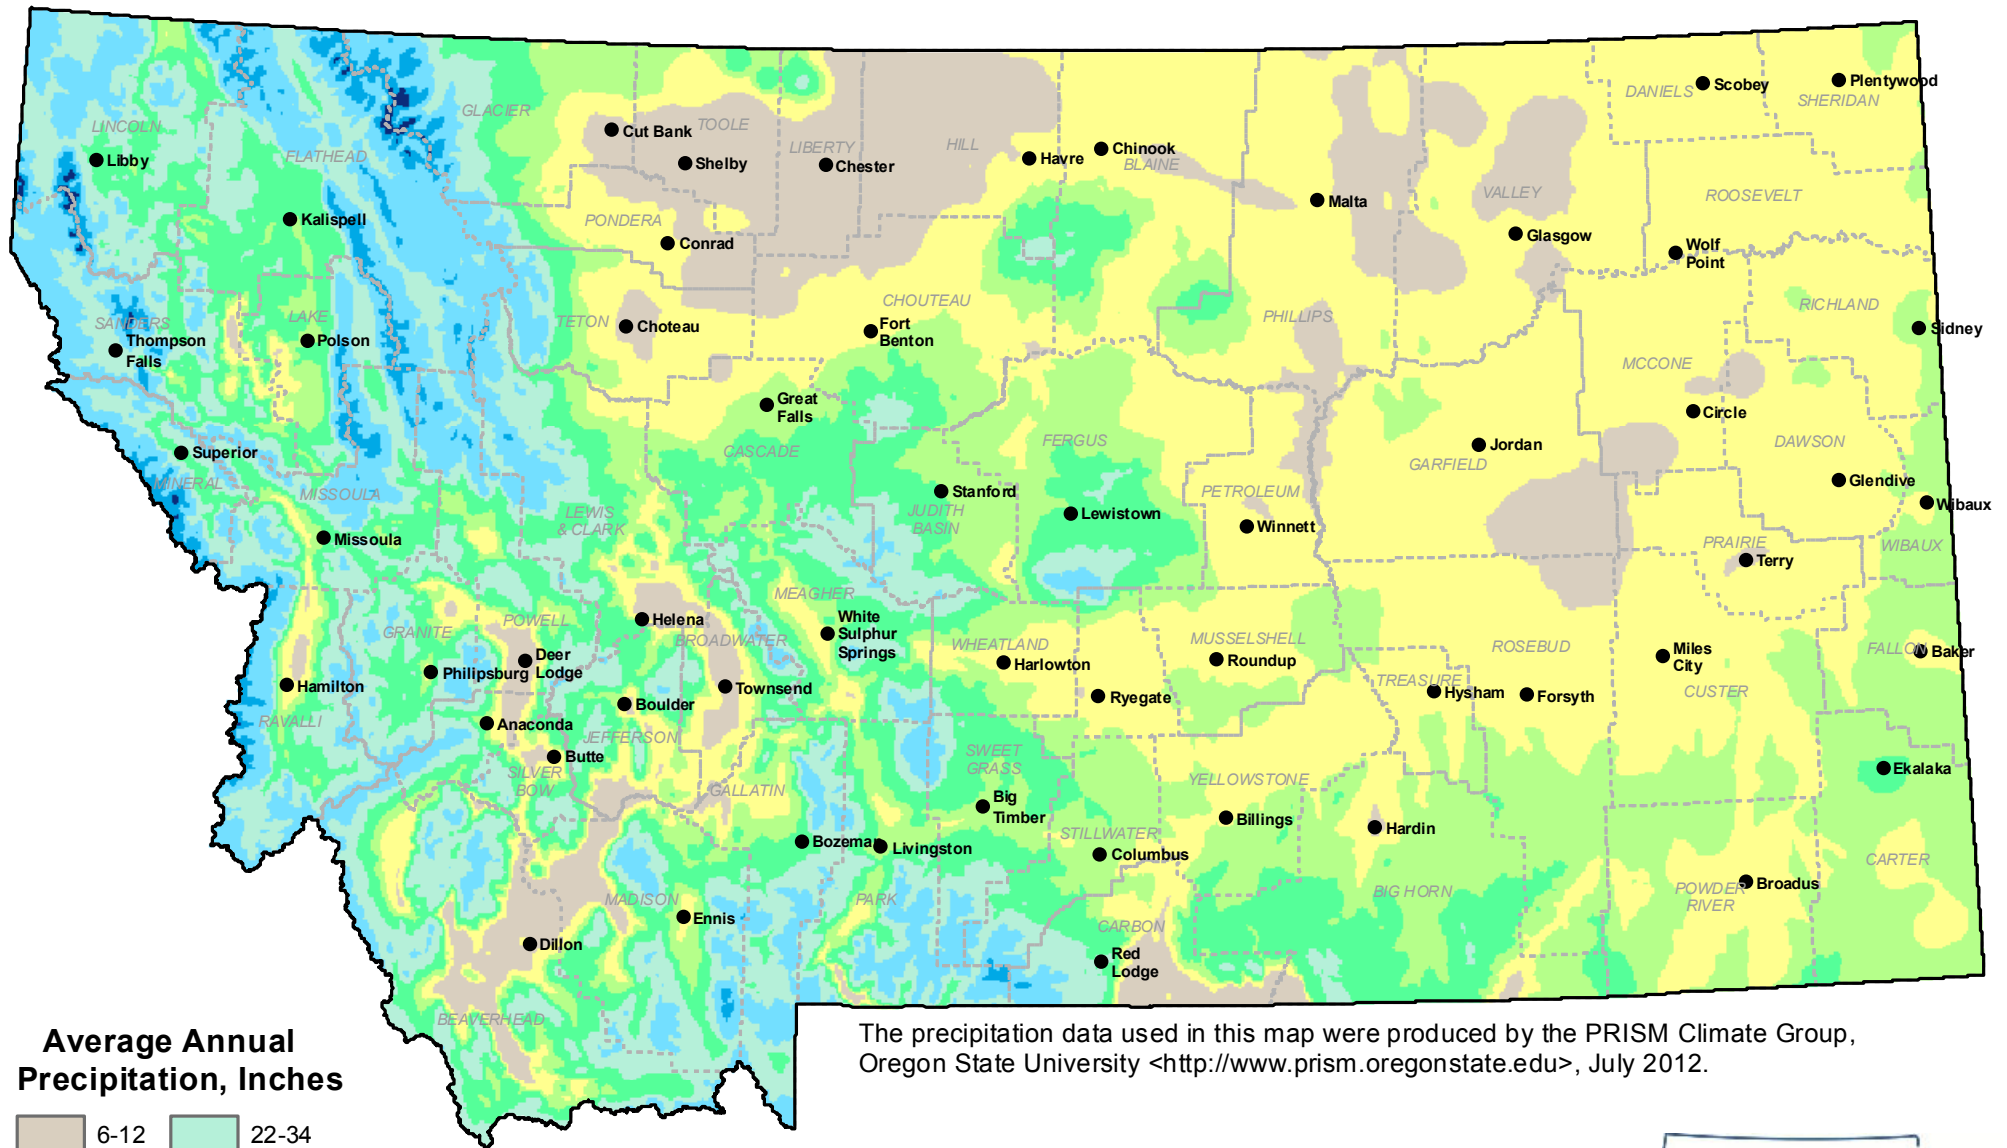 GLACIER
LINCOLN
Libby
FLATHEAD
Kalispell
Cut Bank
TOOLE
Shelby
LIBERTY
Chester
HILL
Havre
Chinook
BLAINE
Malta
VALLEY
Glasgow
DANIELS
Scobey
Plentywood
SHERIDAN
ROOSEVELT
Wolf
Point
PONDERA
Conrad
TETON
Choteau
CHOUTEAU
Fort
Benton
PHILLIPS
RICHLAND
Sidney
SANDERS
Thompson
Falls
LAKE
Polson
MCCONE
Circle
Great
Falls
CASCADE
FERGUS
GARFIELD
Jordan
DAWSON
Glendive
Wibaux
WIBAUX
Superior
MINERAL
MISSOULA
Missoula
LEWIS
& CLARK
Stanford
JUDITH
BASIN
Lewistown
PETROLEUM
Winnett
PRAIRIE
Terry
GRANITE
POWELL
Helena
BROADWATER
MEAGHER
White
Sulphur
Springs
WHEATLAND
Harlowton
MUSSELSHELL
Roundup
ROSEBUD
Miles
City
CUSTER
FALLON
Baker
Hamilton
RAVALLI
Philipsburg
Deer
Lodge
Anaconda
Boulder
JEFFERSON
Townsend
Ryegate
TREASURE
Hysham
Forsyth
Butte
SILVER
BOW
GALLATIN
SWEET
GRASS
Big
Timber
YELLOWSTONE
Billings
Hardin
Ekalaka
Bozeman
Livingston
STILLWATER
Columbus
BIG HORN
POWDER
RIVER
Broadus
CARTER
MADISON
Ennis
PARK
CARBON
Red
Lodge
Dillon
BEAVERHEAD
Average Annual
Precipitation, Inches
6-12
22-34
The precipitation data used in this map were produced by the PRISM Climate Group,
Oregon State University <http://www.prism.oregonstate.edu>, July 2012.